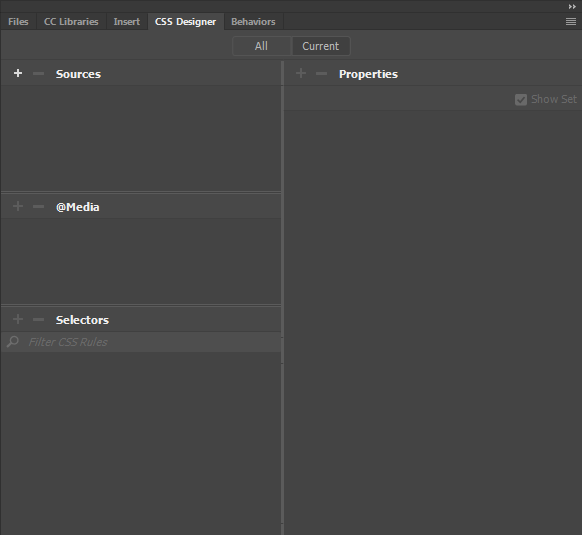 Files CC Libraries Insert CSS Designer Behaviors
All Current
Sources
Properties
Show Set
@Media
Selectors
Filter CSS Rules